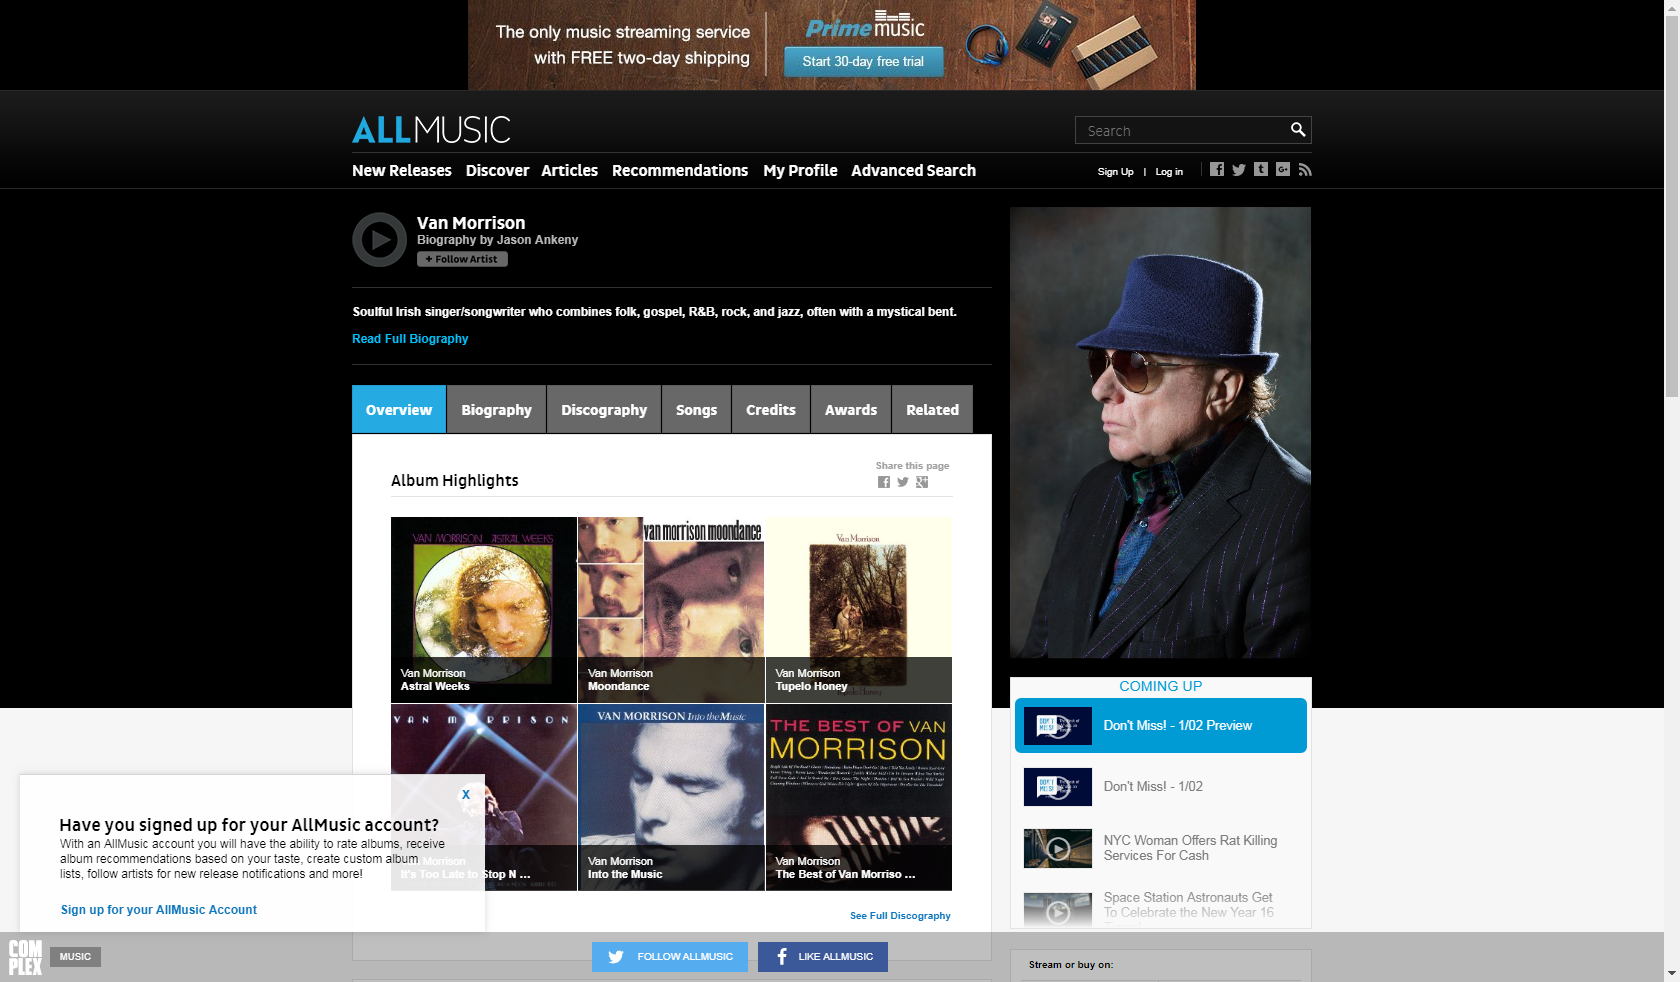 The only music streaming service
with FREE two-day shipping
Prime music
Start 30-day free trial
ALLMUSIC
Search
New Releases Discover Articles Recommendations My Profile Advanced Search
Sign Up | Log in
Van Morrison
Biography by Jason Ankeny
+ Follow Artist
Soulful Irish singer/songwriter who combines folk, gospel, R&B, rock, and jazz, often with a mystical bent.
Read Full Biography
Overview Biography Discography Songs Credits Awards Related
Share this page
Album Highlights
VAN MORRISON ASTRAL WEEKS
van morrison moondance
Van Morrison
Tupelo Honey
Van Morrison
Astral Weeks
Van Morrison
Moondance
Van Morrison
Tupelo Honey
VAN MORRISON
VAN MORRISON Into the Music
THE BEST OF VAN
MORRISON
Morrison
It's Too Late to Stop N ...
Van Morrison
Into the Music
Van Morrison
The Best of Van Morriso ...
See Full Discography
COMING UP
DON'T MISS!
Don't Miss! - 1/02 Preview
DON'T MISS!
Don't Miss! - 1/02
NYC Woman Offers Rat Killing
Services For Cash
Space Station Astronauts Get
To Celebrate the New Year 16
X
Have you signed up for your AllMusic account?
With an AllMusic account you will have the ability to rate albums, receive
album recommendations based on your taste, create custom album
lists, follow artists for new release notifications and more!
Sign up for your AllMusic Account
COMPLEX
MUSIC
FOLLOW ALLMUSIC
LIKE ALLMUSIC
Stream or buy on: